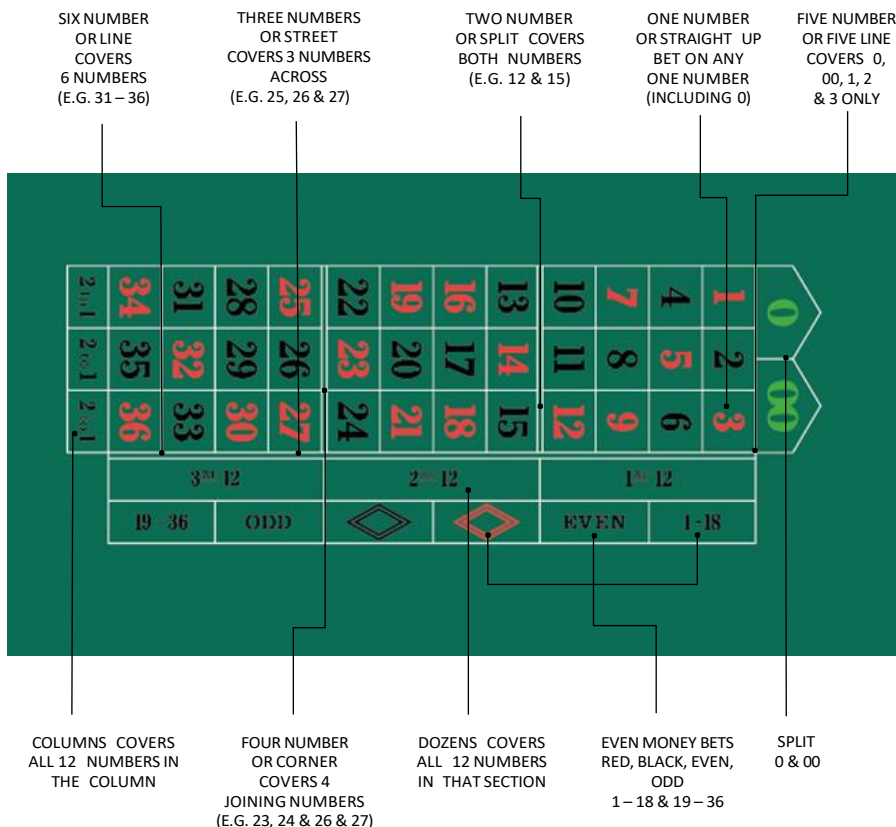 SIX NUMBER
OR LINE
COVERS
6 NUMBERS
(E.G. 31 – 36)
THREE NUMBERS
OR STREET
COVERS 3 NUMBERS
ACROSS
(E.G. 25, 26 & 27)
TWO NUMBER
OR SPLIT COVERS
BOTH NUMBERS
(E.G. 12 & 15)
ONE NUMBER
OR STRAIGHT UP
BET ON ANY
ONE NUMBER
(INCLUDING 0)
FIVE NUMBER
OR FIVE LINE
COVERS 0,
00, 1, 2
& 3 ONLY
2 to 1 34 31 28 25 22 19 16 13 10 7 4 1 0
2 to 1 35 32 29 26 23 20 17 14 11 8 5 2
2 to 1 36 33 30 27 24 21 18 15 12 9 6 3 00
3RD 12 2ND 12 1ST 12
19 - 36 ODD EVEN 1-18
COLUMNS COVERS
ALL 12 NUMBERS IN
THE COLUMN
FOUR NUMBER
OR CORNER
COVERS 4
JOINING NUMBERS
(E.G. 23, 24 & 26 & 27)
DOZENS COVERS
ALL 12 NUMBERS
IN THAT SECTION
EVEN MONEY BETS
RED, BLACK, EVEN,
ODD
1 – 18 & 19 – 36
SPLIT
0 & 00